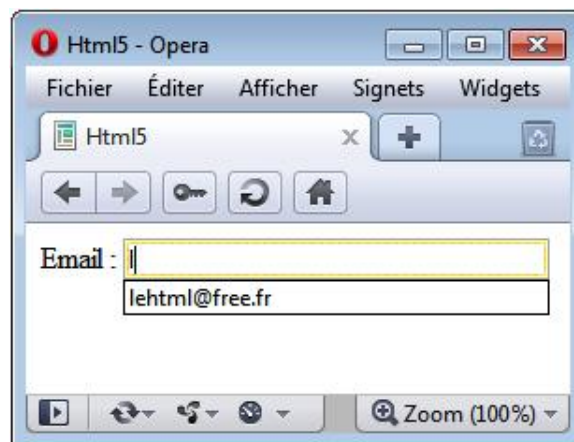 Html5 - Opera
Fichier Éditer Afficher Signets Widgets
Html5
Email : l
lehtml@free.fr
Zoom (100%)